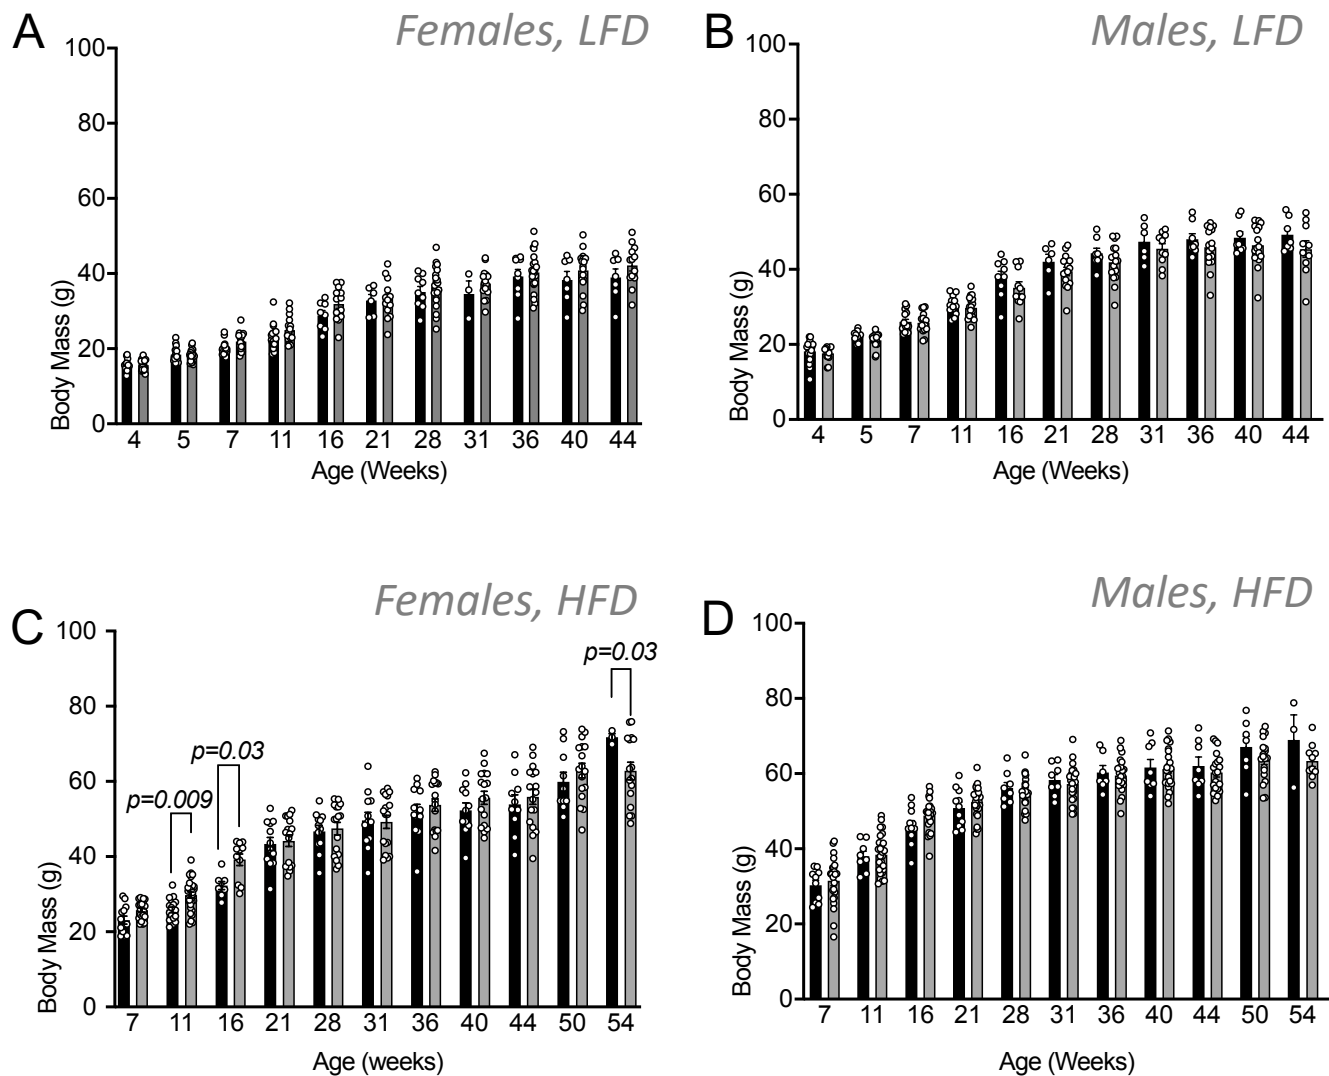 A
Females, LFD
100
80
60
40
20
0
Body Mass (g)
4 5 7 11 16 21 28 31 36 40 44
Age (Weeks)
B
Males, LFD
100
80
60
40
20
0
Body Mass (g)
4 5 7 11 16 21 28 31 36 40 44
Age (Weeks)
C
Females, HFD
100
80
60
40
20
0
Body Mass (g)
p=0.009
p=0.03
p=0.03
7 11 16 21 28 31 36 40 44 50 54
Age (weeks)
D
Males, HFD
100
80
60
40
20
0
Body Mass (g)
7 11 16 21 28 31 36 40 44 50 54
Age (Weeks)